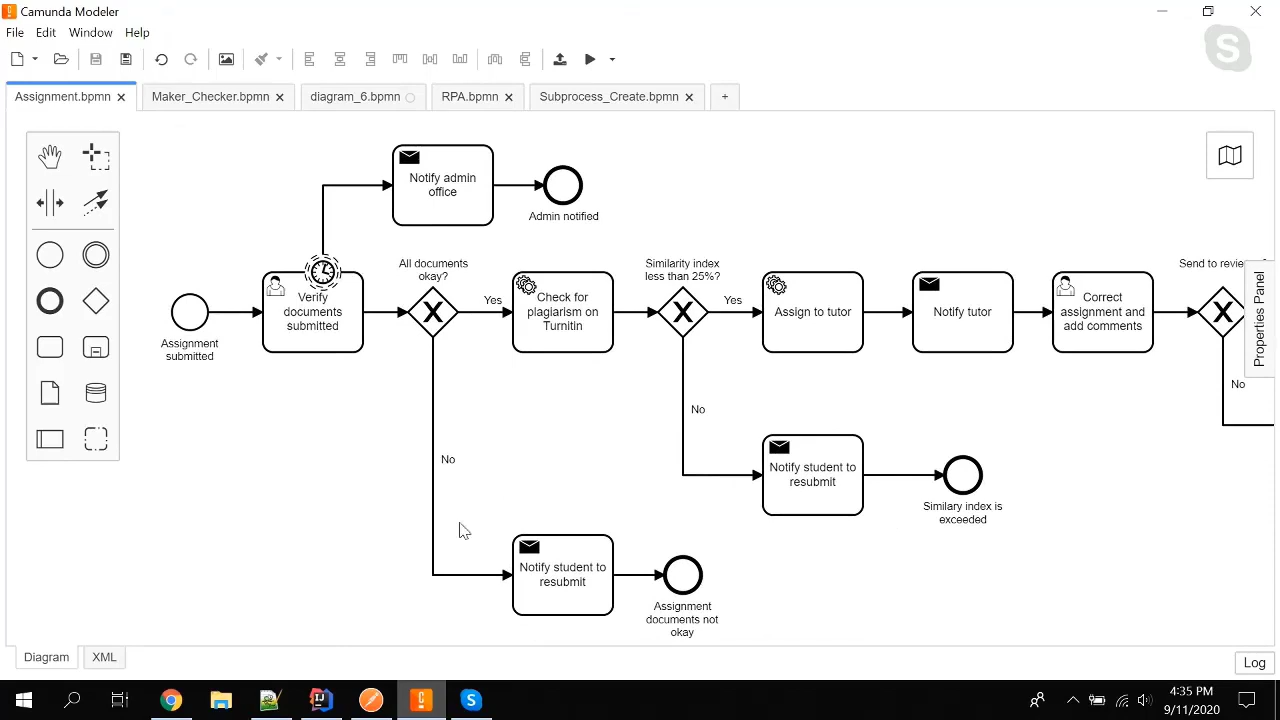 Camunda Modeler
File Edit Window Help
Assignment.bpmn Maker_Checker.bpmn diagram_6.bpmn RPA.bpmn Subprocess_Create.bpmn +
Notify admin
office
Admin notified
All documents
okay?
Similarity index
less than 25%?
Send to
Verify
documents
submitted
Yes
Check for
plagiarism on
Turnitin
Yes
Assign to tutor
Notify tutor
Correct
assignment and
add comments
Properties Panel
Assignment
submitted
No
No
No
Notify student to
resubmit
Similary index is
exceeded
Notify student to
resubmit
Assignment
documents not
okay
Diagram XML
Log
4:35 PM
9/11/2020